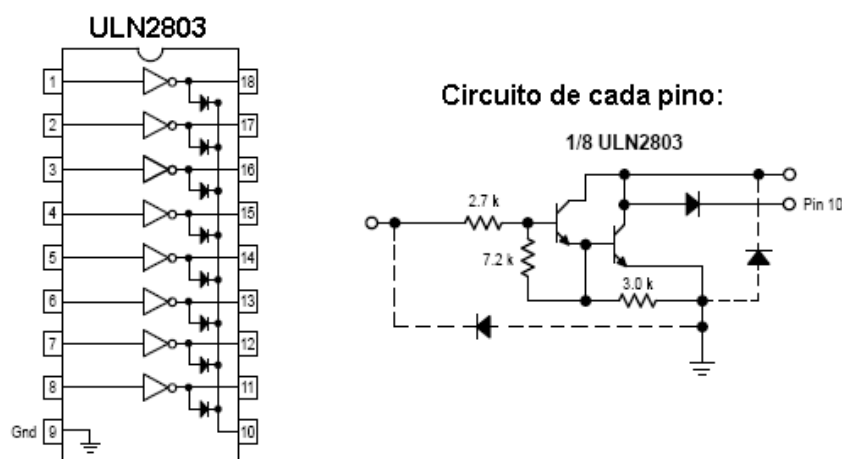 ULN2803
1 18
2 17
3 16
4 15
5 14
6 13
7 12
8 11
Gnd 9 10
Circuito de cada pino:
1/8 ULN2803
2.7 k
7.2 k
3.0 k
Pin 10